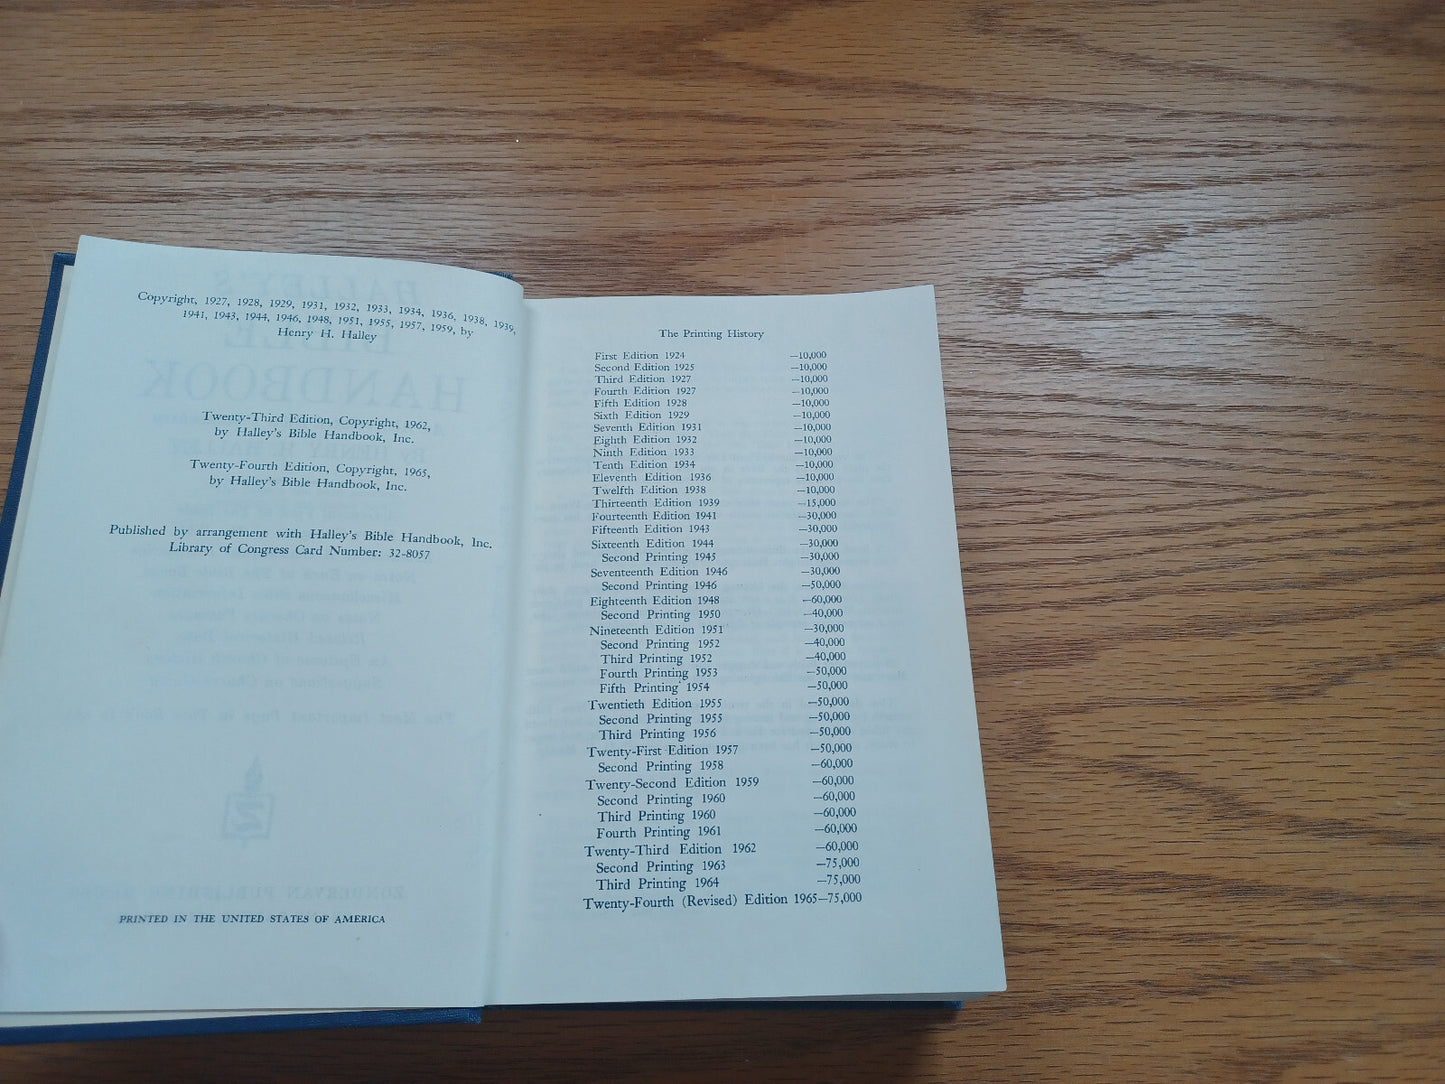 Copyright, 1927, 1928, 1929, 1931, 1932, 1933, 1934, 1936, 1938, 1939,
1941, 1943, 1944, 1946, 1948, 1951, 1955, 1957, 1959, by
Henry H. Halley
Twenty-Third Edition, Copyright, 1962,
by Halley's Bible Handbook, Inc.
Twenty-Fourth Edition, Copyright, 1965,
by Halley's Bible Handbook, Inc.
Published by arrangement with Halley's Bible Handbook, Inc.
Library of Congress Card Number: 32-8057
PRINTED IN THE UNITED STATES OF AMERICA
The Printing History
First Edition 1924 —10,000
Second Edition 1925 —10,000
Third Edition 1927 —10,000
Fourth Edition 1927 —10,000
Fifth Edition 1928 —10,000
Sixth Edition 1929 —10,000
Seventh Edition 1931 —10,000
Eighth Edition 1932 —10,000
Ninth Edition 1933 —10,000
Tenth Edition 1934 —10,000
Eleventh Edition 1936 —10,000
Twelfth Edition 1938 —10,000
Thirteenth Edition 1939 —15,000
Fourteenth Edition 1941 —30,000
Fifteenth Edition 1943 —30,000
Sixteenth Edition 1944 —30,000
Second Printing 1945 —30,000
Seventeenth Edition 1946 —30,000
Second Printing 1946 —50,000
Eighteenth Edition 1948 —60,000
Second Printing 1950 —40,000
Nineteenth Edition 1951 —30,000
Second Printing 1952 —40,000
Third Printing 1952 —40,000
Fourth Printing 1953 —50,000
Fifth Printing 1954 —50,000
Twentieth Edition 1955 —50,000
Second Printing 1955 —50,000
Third Printing 1956 —50,000
Twenty-First Edition 1957 —50,000
Second Printing 1958 —60,000
Twenty-Second Edition 1959 —60,000
Second Printing 1960 —60,000
Third Printing 1960 —60,000
Fourth Printing 1961 —60,000
Twenty-Third Edition 1962 —60,000
Second Printing 1963 —75,000
Third Printing 1964 —75,000
Twenty-Fourth (Revised) Edition 1965—75,000